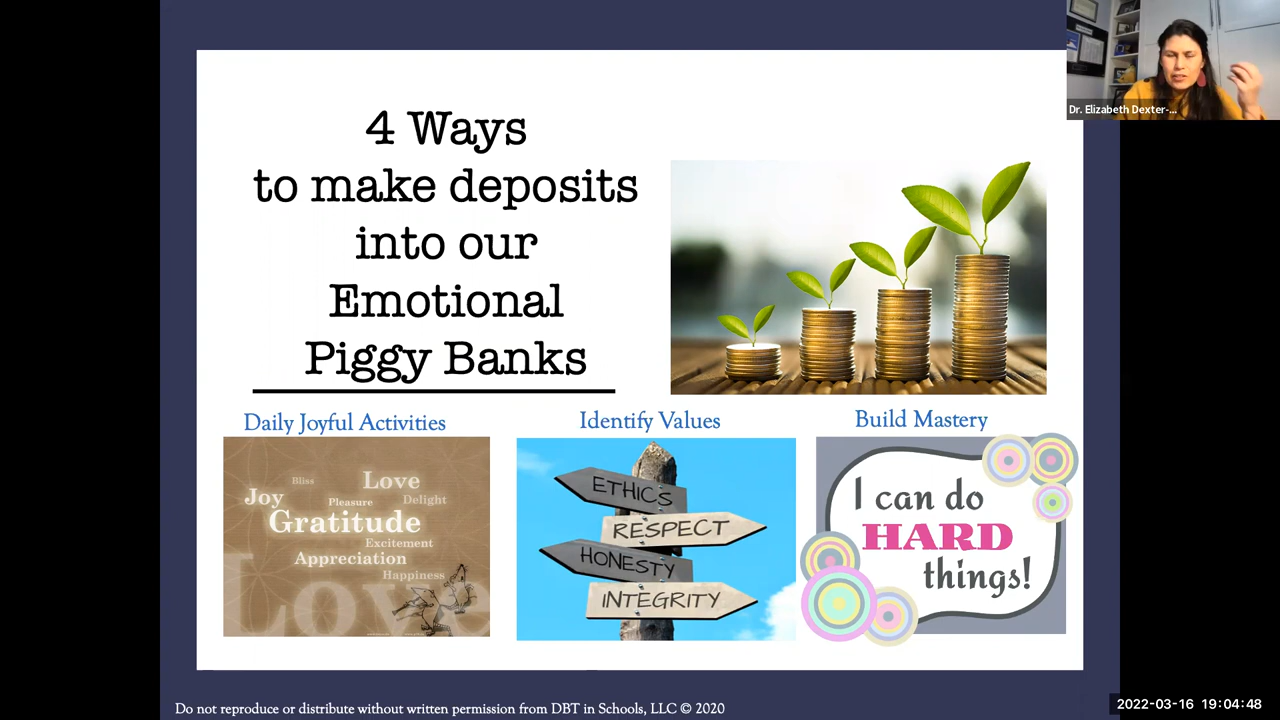 Dr. Elizabeth Dexter-...
4 Ways
to make deposits
into our
Emotional
Piggy Banks
Daily Joyful Activities
Identify Values
Build Mastery
Bliss
Love
Joy
Pleasure
Delight
Gratitude
Excitement
Appreciation
Happiness
Love
ETHICS
RESPECT
HONESTY
INTEGRITY
I can do
HARD
things!
Do not reproduce or distribute without written permission from DBT in Schools, LLC © 2020
2022-03-16 19:04:48